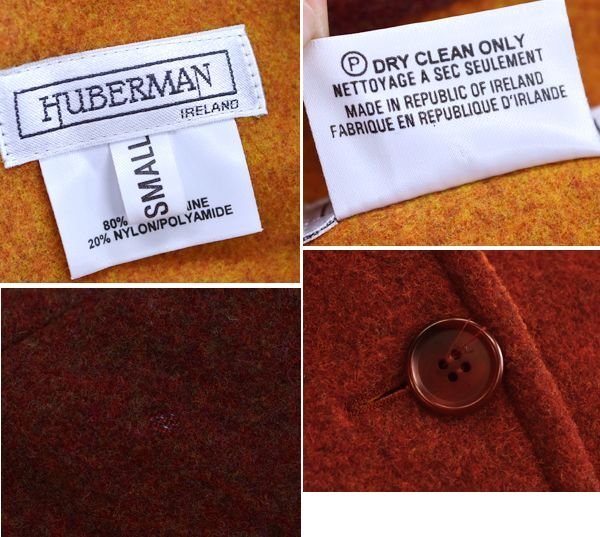 HUBERMAN
IRELAND
SMALL
80% INE
20% NYLON/POLYAMIDE
P DRY CLEAN ONLY
NETTOYAGE A SEC SEULEMENT
MADE IN REPUBLIC OF IRELAND
FABRIQUE EN REPUBLIQUE D'IRLANDE